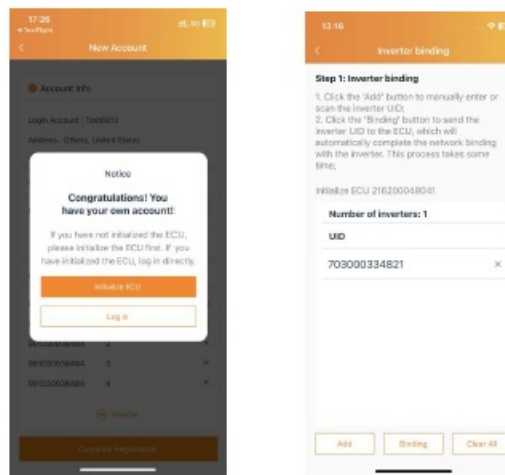 17:26
TestFlight
New Account
Account Info
Address : Others, United States
Notice
Congratulations! You
have your own account!
If you have not initialized the ECU,
please initialize the ECU first. If you
have initialized the ECU, log in directly.
Initialize ECU
Log in
3
4
Complete Registration
13:16
Inverter binding
Step 1: Inverter binding
1. Click the 'Add' button to manually enter or
scan the inverter UID;
2. Click the 'Binding' button to send the
inverter UID to the ECU, which will
automatically complete the network binding
with the inverter. This process takes some
time;
Initialize ECU 216200048041
Number of inverters: 1
UID
703000334821 ×
Add Binding Clear All